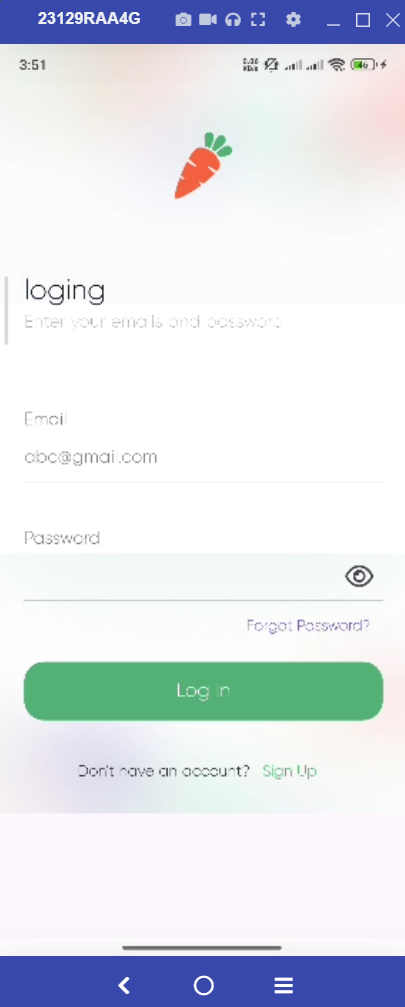 23129RAA4G
3:51
46
loging
Enter your emails and password
Email
abc@gmail.com
Password
Forgot Password?
Log In
Don't have an account? Sign Up